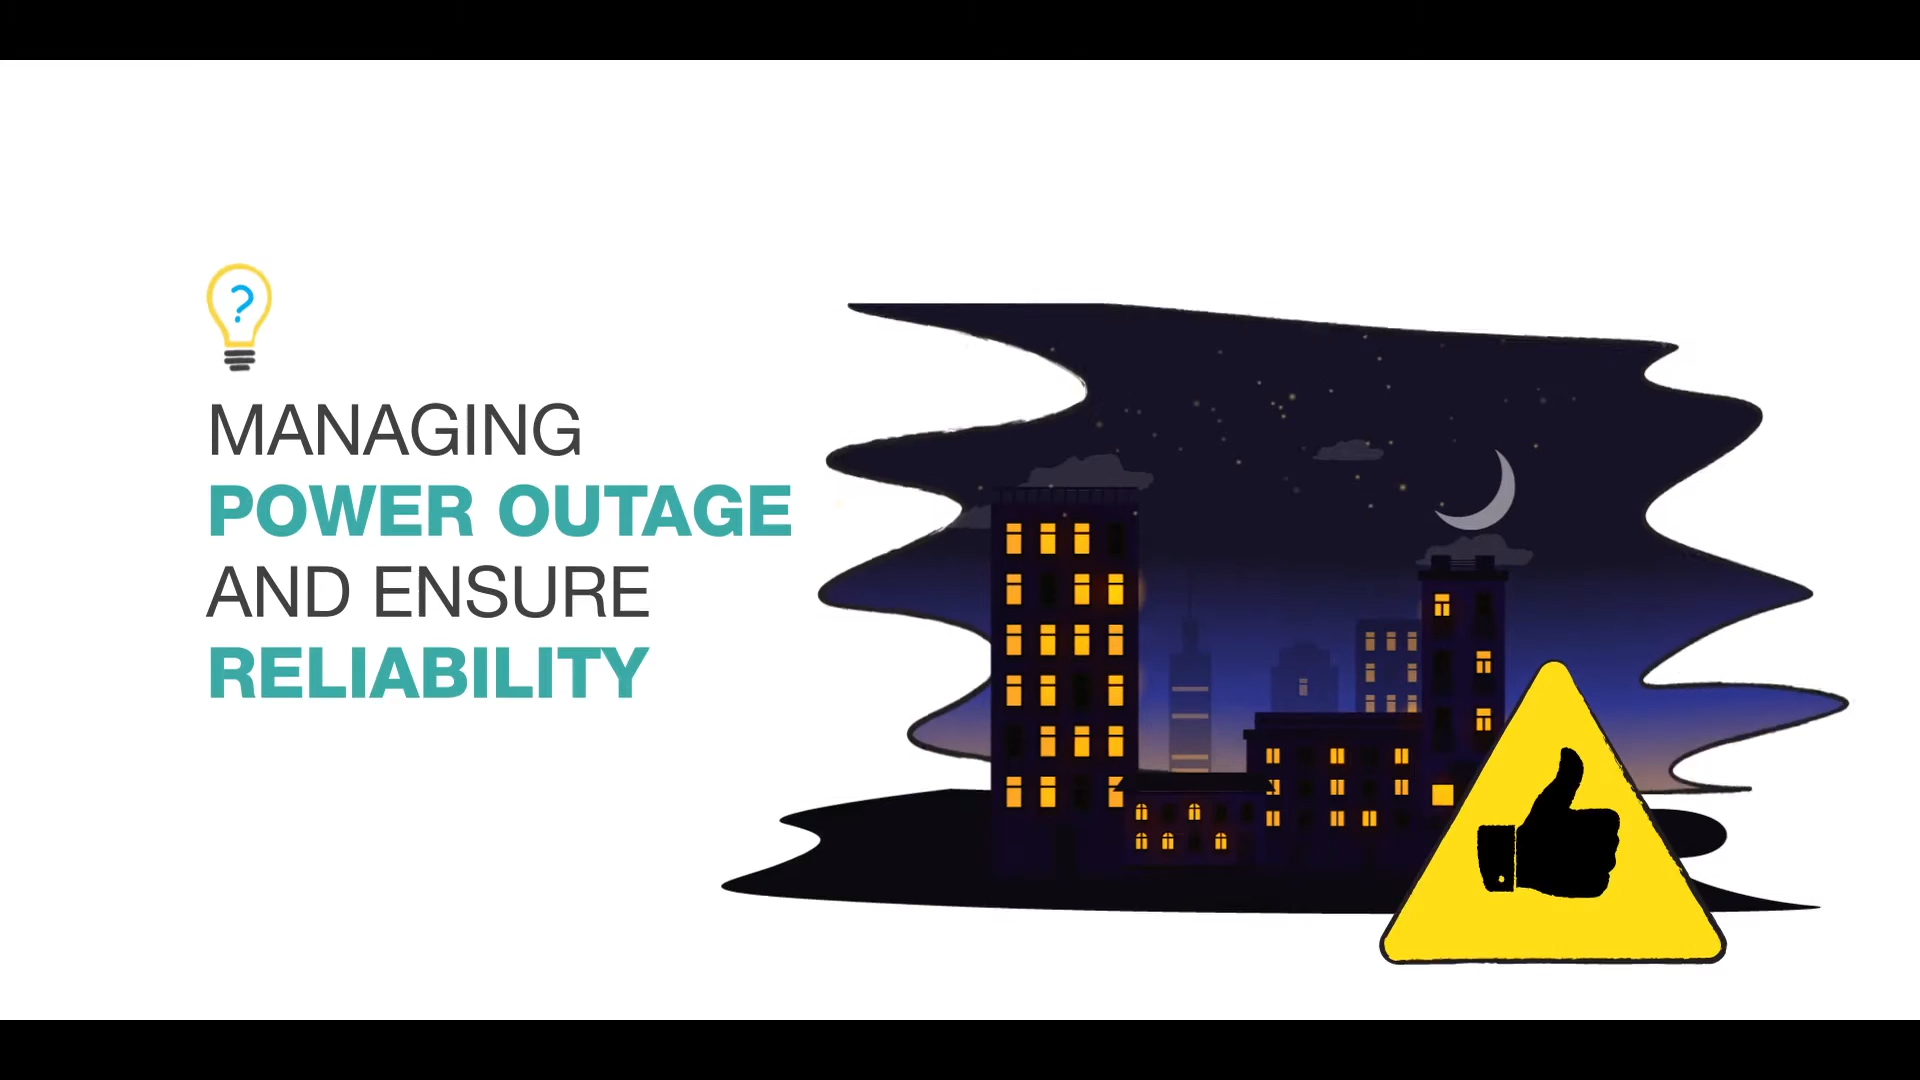 ?
MANAGING
POWER OUTAGE
AND ENSURE
RELIABILITY